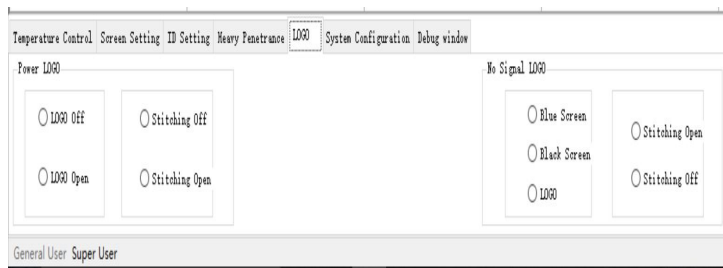 Temperature Control Screen Setting ID Setting Heavy Penetrance LOGO System Configuration Debug window
Power LOGO
LOGO Off
Stitching Off
LOGO Open
Stitching Open
No Signal LOGO
Blue Screen
Black Screen
LOGO
Stitching Open
Stitching Off
General User Super User